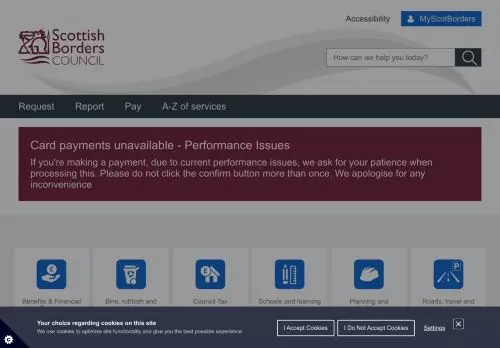 Accessibility
MyScotBorders
Scottish
Borders
COUNCIL
How can we help you today?
Request
Report
Pay
A-Z of services
Card payments unavailable - Performance Issues
If you're making a payment, due to current performance issues, we ask for your patience when
processing this. Please do not click the confirm button more than once. We apologise for any
inconvenience
Benefits & Financial
Bins, rubbish and
Council Tax
Schools and learning
Planning and
Roads, travel and
Your choice regarding cookies on this site
We use cookies to optimise site functionality and give you the best possible experience.
I Accept Cookies
I Do Not Accept Cookies
Settings